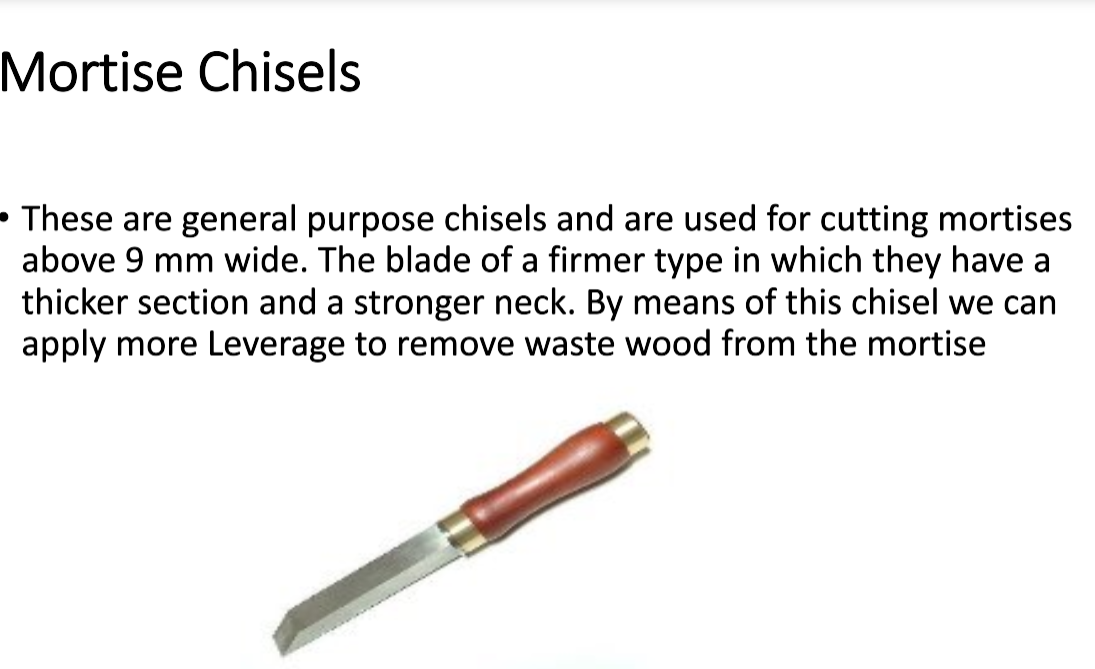 Mortise Chisels
• These are general purpose chisels and are used for cutting mortises
above 9 mm wide. The blade of a firmer type in which they have a
thicker section and a stronger neck. By means of this chisel we can
apply more Leverage to remove waste wood from the mortise